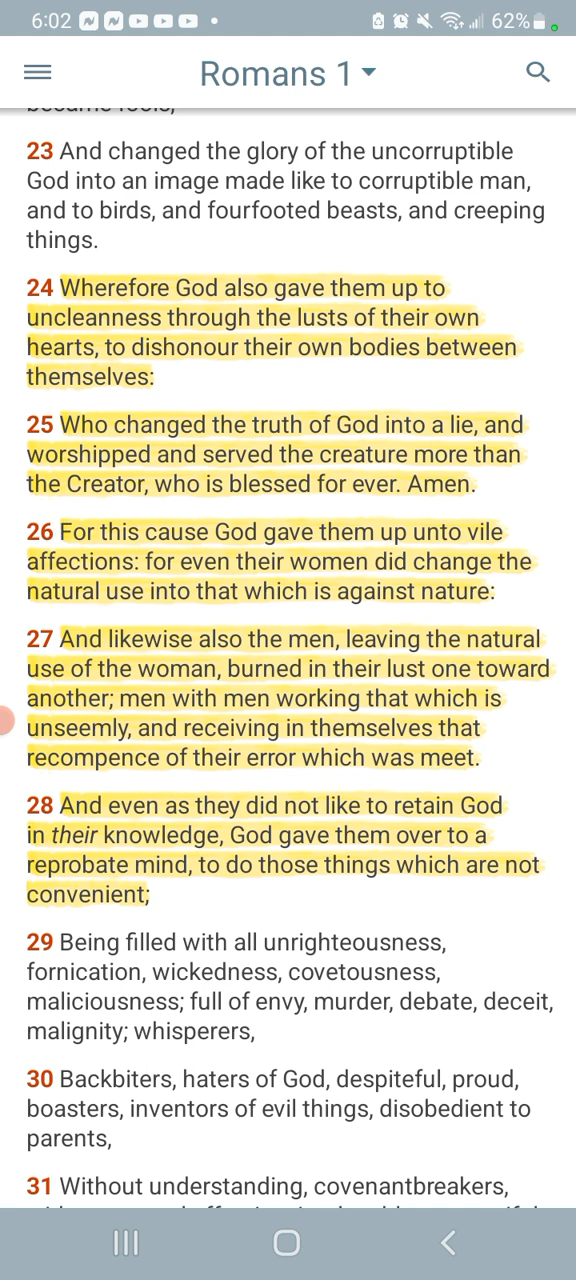 6:02
62%
Romans 1
became fools,
23 And changed the glory of the uncorruptible
God into an image made like to corruptible man,
and to birds, and fourfooted beasts, and creeping
things.
24 Wherefore God also gave them up to
uncleanness through the lusts of their own
hearts, to dishonour their own bodies between
themselves:
25 Who changed the truth of God into a lie, and
worshipped and served the creature more than
the Creator, who is blessed for ever. Amen.
26 For this cause God gave them up unto vile
affections: for even their women did change the
natural use into that which is against nature:
27 And likewise also the men, leaving the natural
use of the woman, burned in their lust one toward
another; men with men working that which is
unseemly, and receiving in themselves that
recompence of their error which was meet.
28 And even as they did not like to retain God
in their knowledge, God gave them over to a
reprobate mind, to do those things which are not
convenient;
29 Being filled with all unrighteousness,
fornication, wickedness, covetousness,
maliciousness; full of envy, murder, debate, deceit,
malignity; whisperers,
30 Backbiters, haters of God, despiteful, proud,
boasters, inventors of evil things, disobedient to
parents,
31 Without understanding, covenantbreakers,